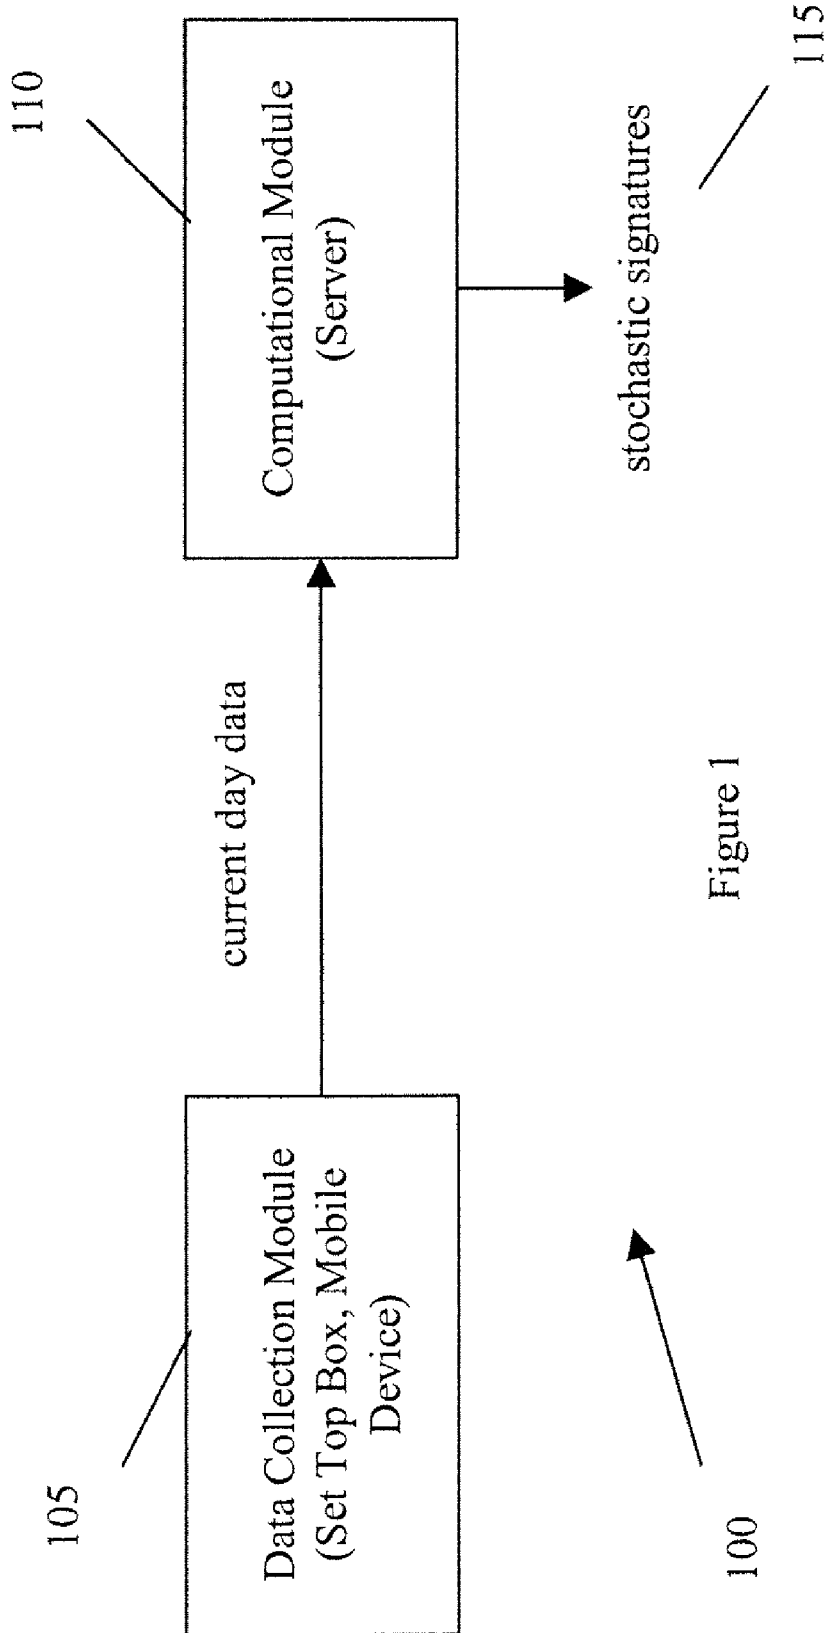 105
Data Collection Module
(Set Top Box, Mobile
Device)
current day data
110
Computational Module
(Server)
stochastic signatures
115
100
Figure 1